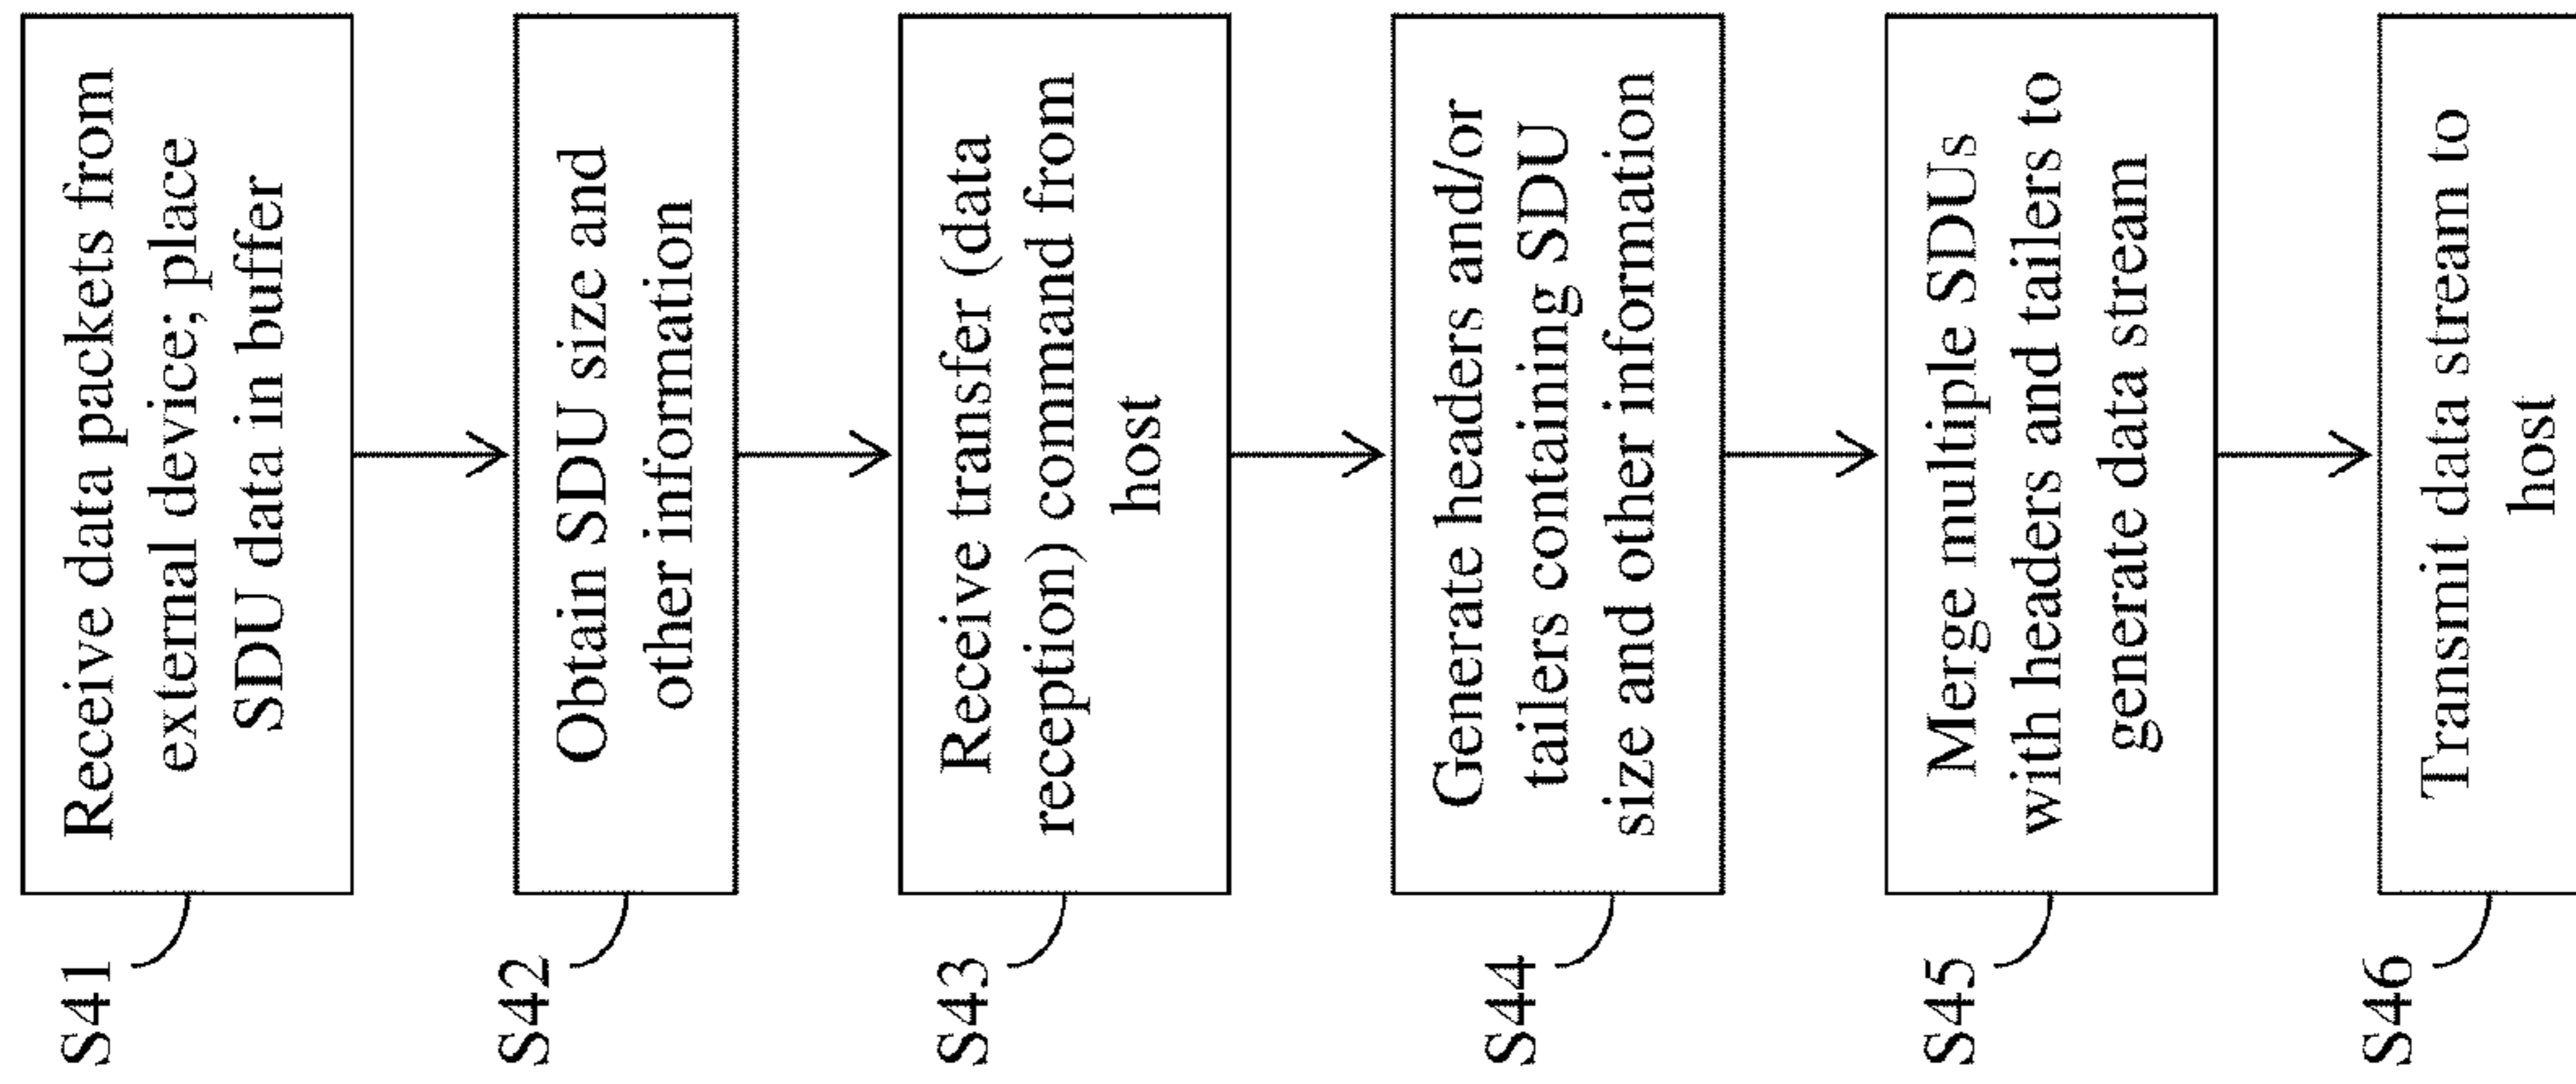 S41
Receive data packets from
external device; place
SDU data in buffer
S42
Obtain SDU size and
other information
S43
Receive transfer (data
reception) command from
host
S44
Generate headers and/or
tailers containing SDU
size and other information
S45
Merge multiple SDUs
with headers and tailers to
generate data stream
S46
Transmit data stream to
host